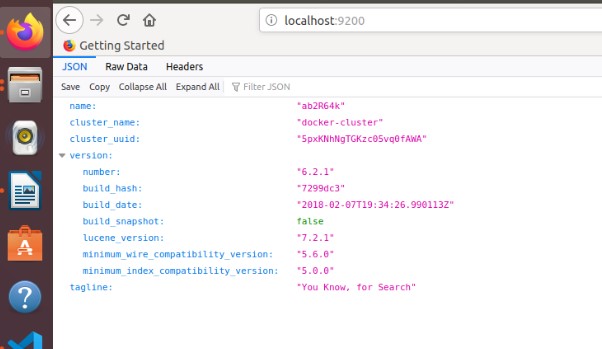 localhost:9200
Getting Started
JSON Raw Data Headers
Save Copy Collapse All Expand All Filter JSON
name: "ab2R64k"
cluster_name: "docker-cluster"
cluster_uuid: "5pxKNhNgTGKzc05vq0fAWA"
version:
number: "6.2.1"
build_hash: "7299dc3"
build_date: "2018-02-07T19:34:26.990113Z"
build_snapshot: false
lucene_version: "7.2.1"
minimum_wire_compatibility_version: "5.6.0"
minimum_index_compatibility_version: "5.0.0"
tagline: "You Know, for Search"